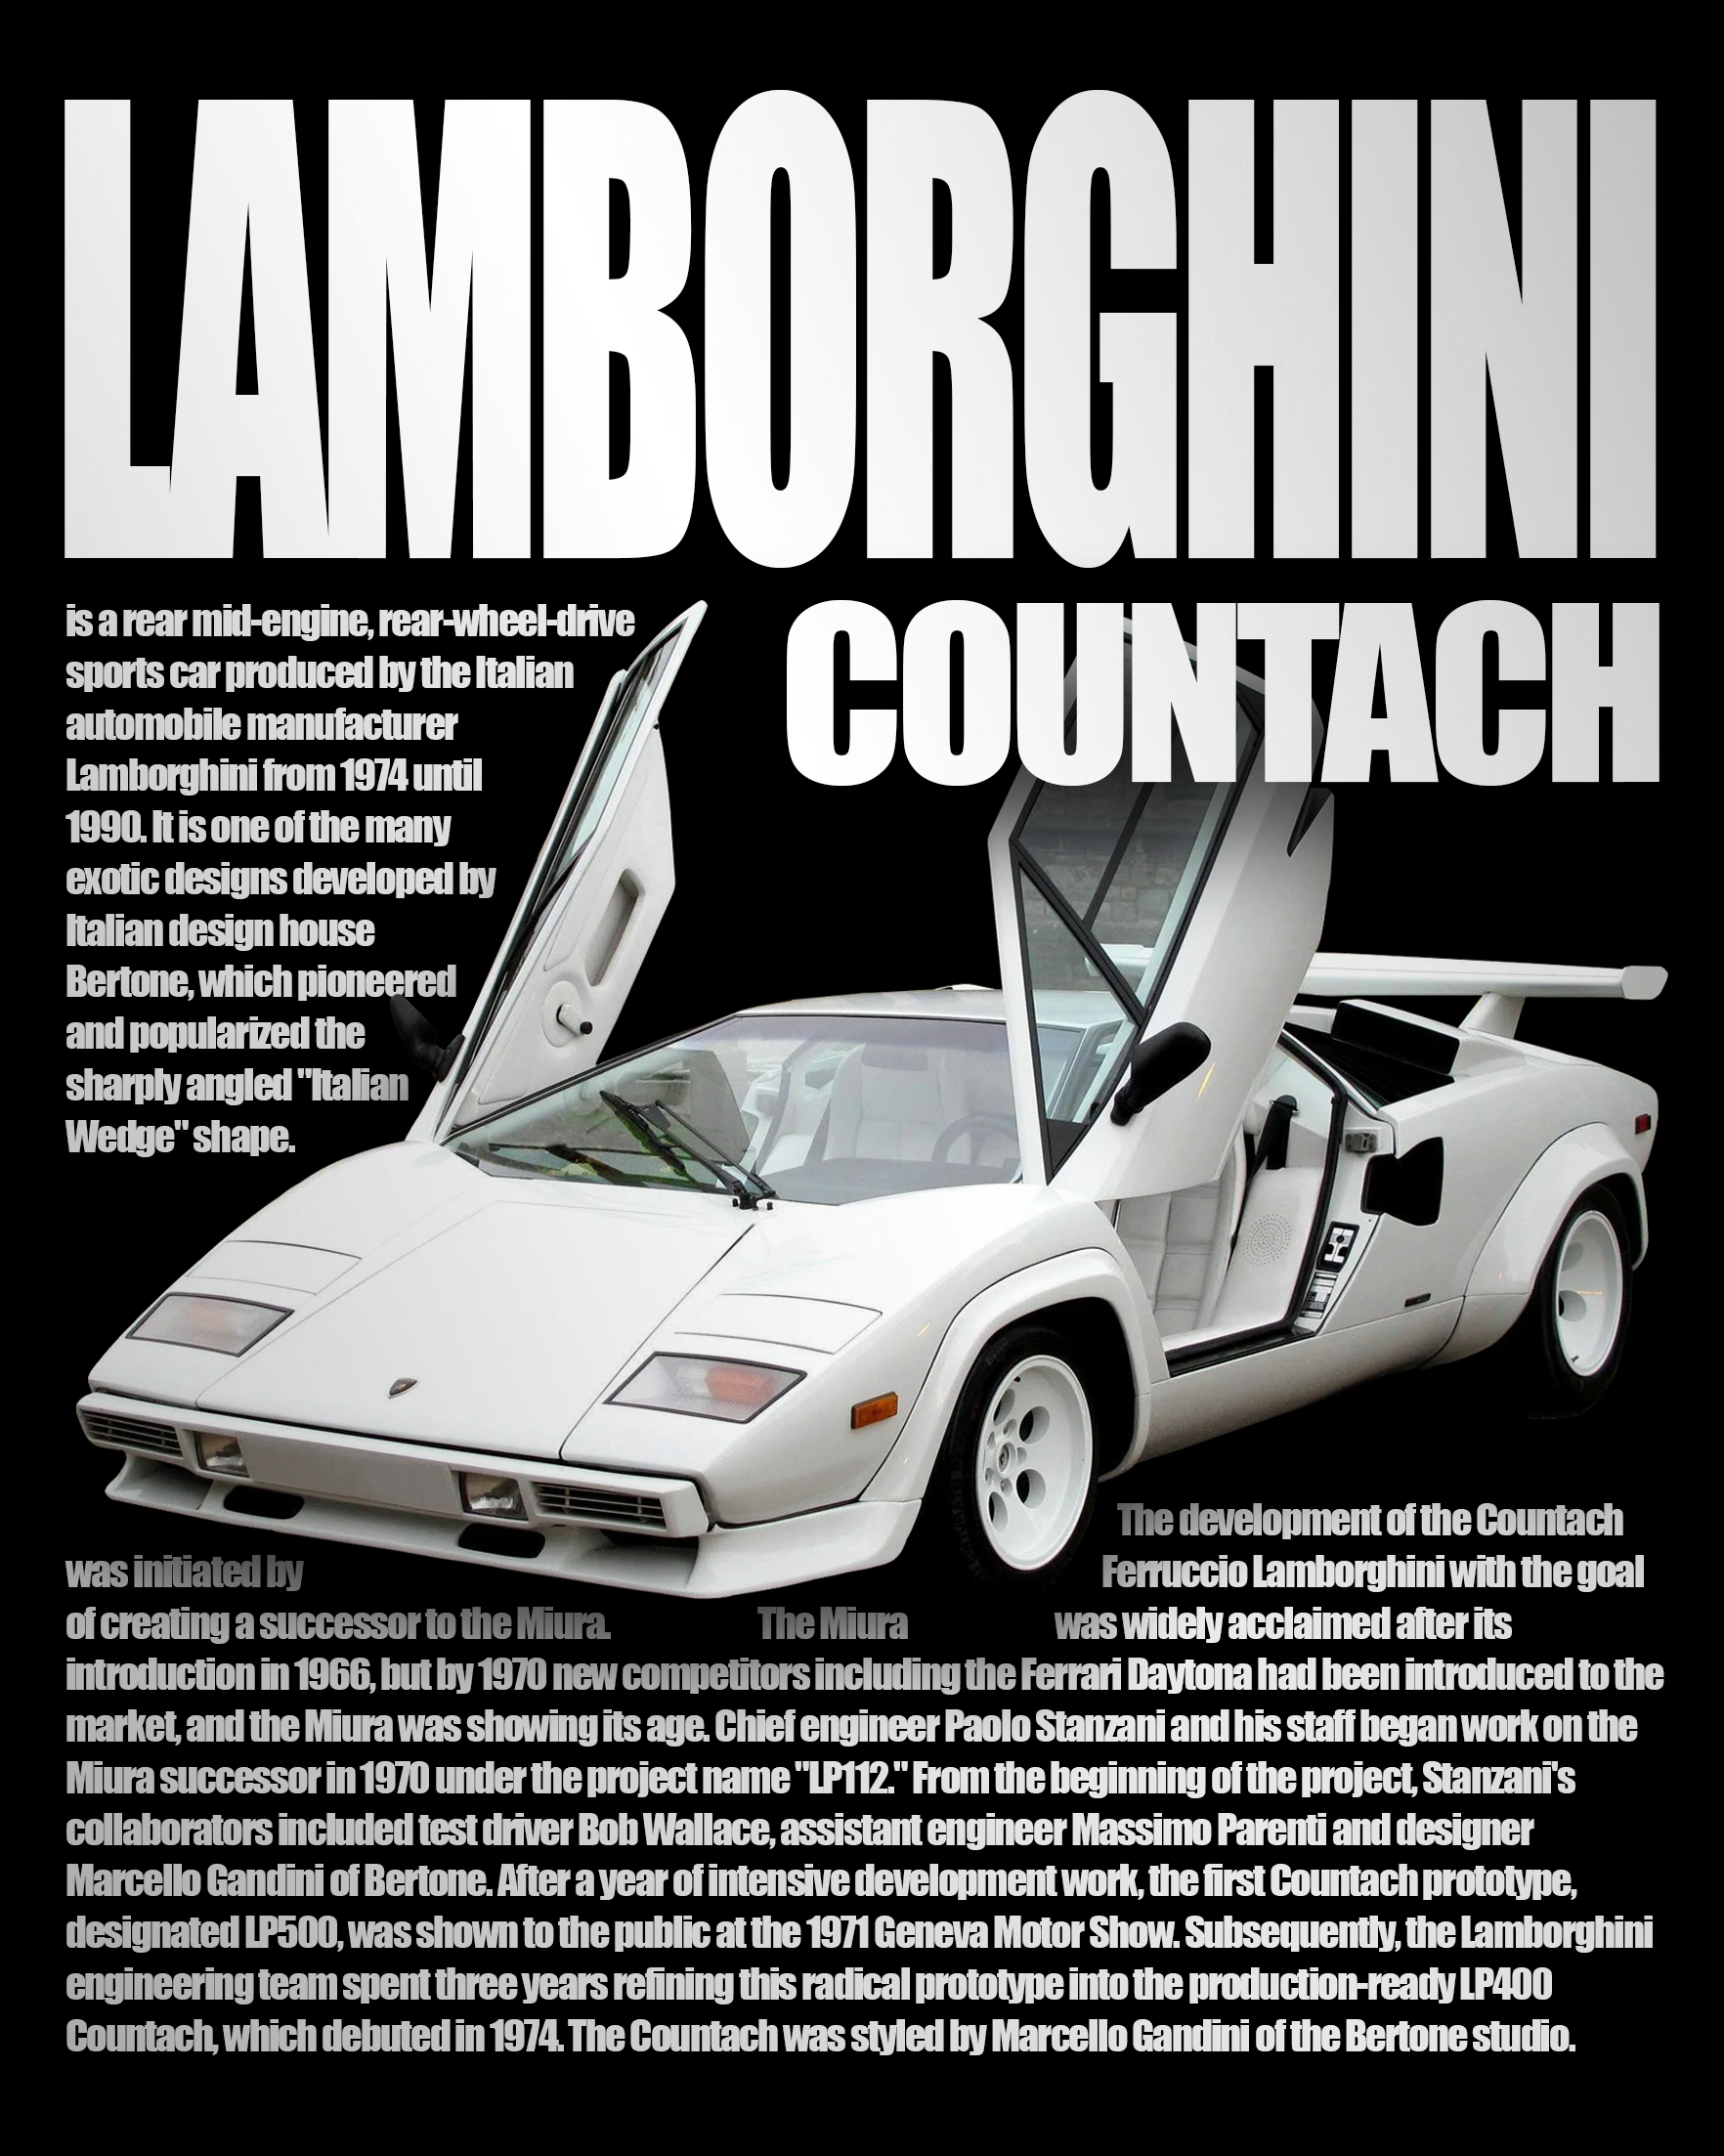 LAMBORGHINI
COUNTACH
is a rear mid-engine, rear-wheel-drive
sports car produced by the Italian
automobile manufacturer
Lamborghini from 1974 until
1990. It is one of the many
exotic designs developed by
Italian design house
Bertone, which pioneered
and popularized the
sharply angled "Italian
Wedge" shape.
The development of the Countach
was initiated by Ferruccio Lamborghini with the goal
of creating a successor to the Miura. The Miura was widely acclaimed after its
introduction in 1966, but by 1970 new competitors including the Ferrari Daytona had been introduced to the
market, and the Miura was showing its age. Chief engineer Paolo Stanzani and his staff began work on the
Miura successor in 1970 under the project name "LP112." From the beginning of the project, Stanzani's
collaborators included test driver Bob Wallace, assistant engineer Massimo Parenti and designer
Marcello Gandini of Bertone. After a year of intensive development work, the first Countach prototype,
designated LP500, was shown to the public at the 1971 Geneva Motor Show. Subsequently, the Lamborghini
engineering team spent three years refining this radical prototype into the production-ready LP400
Countach, which debuted in 1974. The Countach was styled by Marcello Gandini of the Bertone studio.